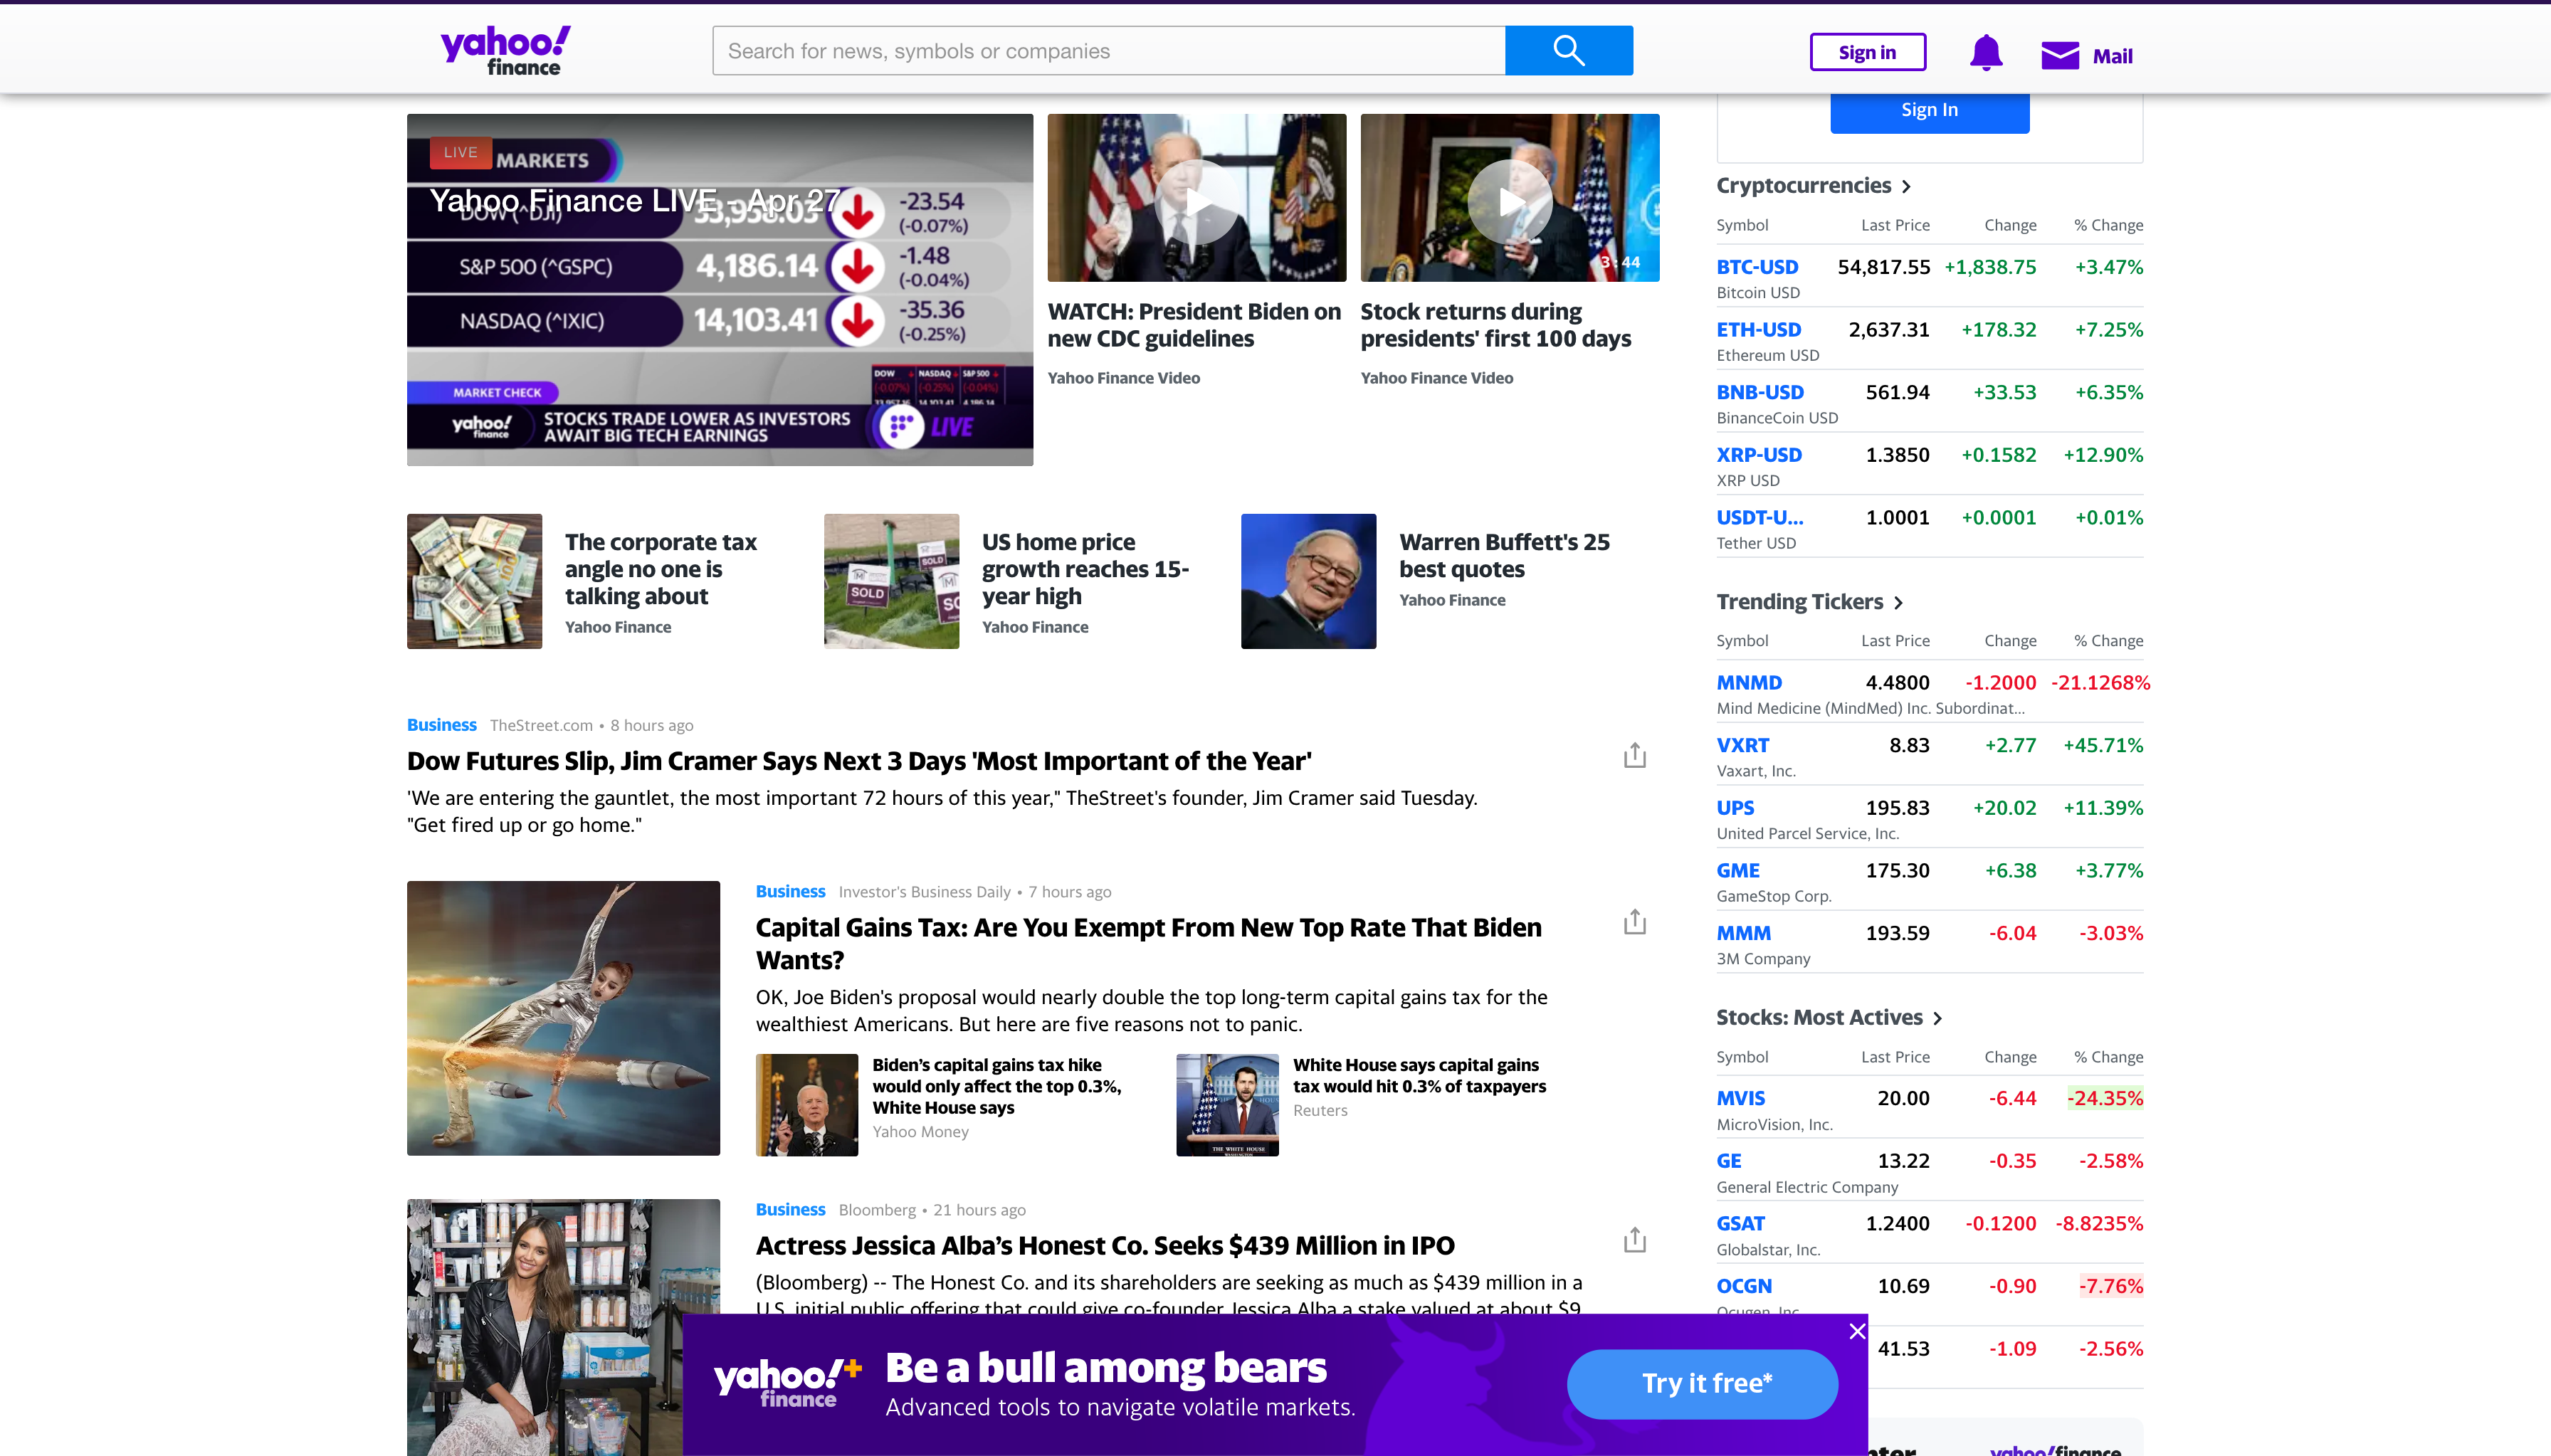 yahoo!
finance
Search for news, symbols or companies
Sign in
Mail
LIVE
MARKETS
Yahoo Finance LIVE - Apr 27
DOW (^DJI)
-23.54
(-0.07%)
S&P 500 (^GSPC)
4,186.14
-1.48
(-0.04%)
NASDAQ (^IXIC)
14,103.41
-35.36
(-0.25%)
DOW NASDAQ S&P 500
(-0.07%) (-0.25%) (-0.04%)
MARKET CHECK
yahoo!
finance
STOCKS TRADE LOWER AS INVESTORS
AWAIT BIG TECH EARNINGS
LIVE
WATCH: President Biden on
new CDC guidelines
Yahoo Finance Video
3:44
Stock returns during
presidents' first 100 days
Yahoo Finance Video
The corporate tax
angle no one is
talking about
Yahoo Finance
SOLD
SOLD
US home price
growth reaches 15-
year high
Yahoo Finance
Warren Buffett's 25
best quotes
Yahoo Finance
Business TheStreet.com • 8 hours ago
Dow Futures Slip, Jim Cramer Says Next 3 Days 'Most Important of the Year'
'We are entering the gauntlet, the most important 72 hours of this year," TheStreet's founder, Jim Cramer said Tuesday.
"Get fired up or go home."
Business Investor's Business Daily • 7 hours ago
Capital Gains Tax: Are You Exempt From New Top Rate That Biden
Wants?
OK, Joe Biden's proposal would nearly double the top long-term capital gains tax for the
wealthiest Americans. But here are five reasons not to panic.
Biden’s capital gains tax hike
would only affect the top 0.3%,
White House says
Yahoo Money
THE WHITE HOUSE
WASHINGTON
White House says capital gains
tax would hit 0.3% of taxpayers
Reuters
Business Bloomberg • 21 hours ago
Actress Jessica Alba’s Honest Co. Seeks $439 Million in IPO
(Bloomberg) -- The Honest Co. and its shareholders are seeking as much as $439 million in a
U.S. initial public offering that could give co-founder Jessica Alba a stake valued at about $9
Sign In
Cryptocurrencies
Symbol Last Price Change % Change
BTC-USD 54,817.55 +1,838.75 +3.47%
Bitcoin USD
ETH-USD 2,637.31 +178.32 +7.25%
Ethereum USD
BNB-USD 561.94 +33.53 +6.35%
BinanceCoin USD
XRP-USD 1.3850 +0.1582 +12.90%
XRP USD
USDT-U... 1.0001 +0.0001 +0.01%
Tether USD
Trending Tickers
Symbol Last Price Change % Change
MNMD 4.4800 -1.2000 -21.1268%
Mind Medicine (MindMed) Inc. Subordinat...
VXRT 8.83 +2.77 +45.71%
Vaxart, Inc.
UPS 195.83 +20.02 +11.39%
United Parcel Service, Inc.
GME 175.30 +6.38 +3.77%
GameStop Corp.
MMM 193.59 -6.04 -3.03%
3M Company
Stocks: Most Actives
Symbol Last Price Change % Change
MVIS 20.00 -6.44 -24.35%
MicroVision, Inc.
GE 13.22 -0.35 -2.58%
General Electric Company
GSAT 1.2400 -0.1200 -8.8235%
Globalstar, Inc.
OCGN 10.69 -0.90 -7.76%
Ocugen, Inc.
41.53 -1.09 -2.56%
yahoo!+
finance
Be a bull among bears
Advanced tools to navigate volatile markets.
Try it free*
yahoo!finance